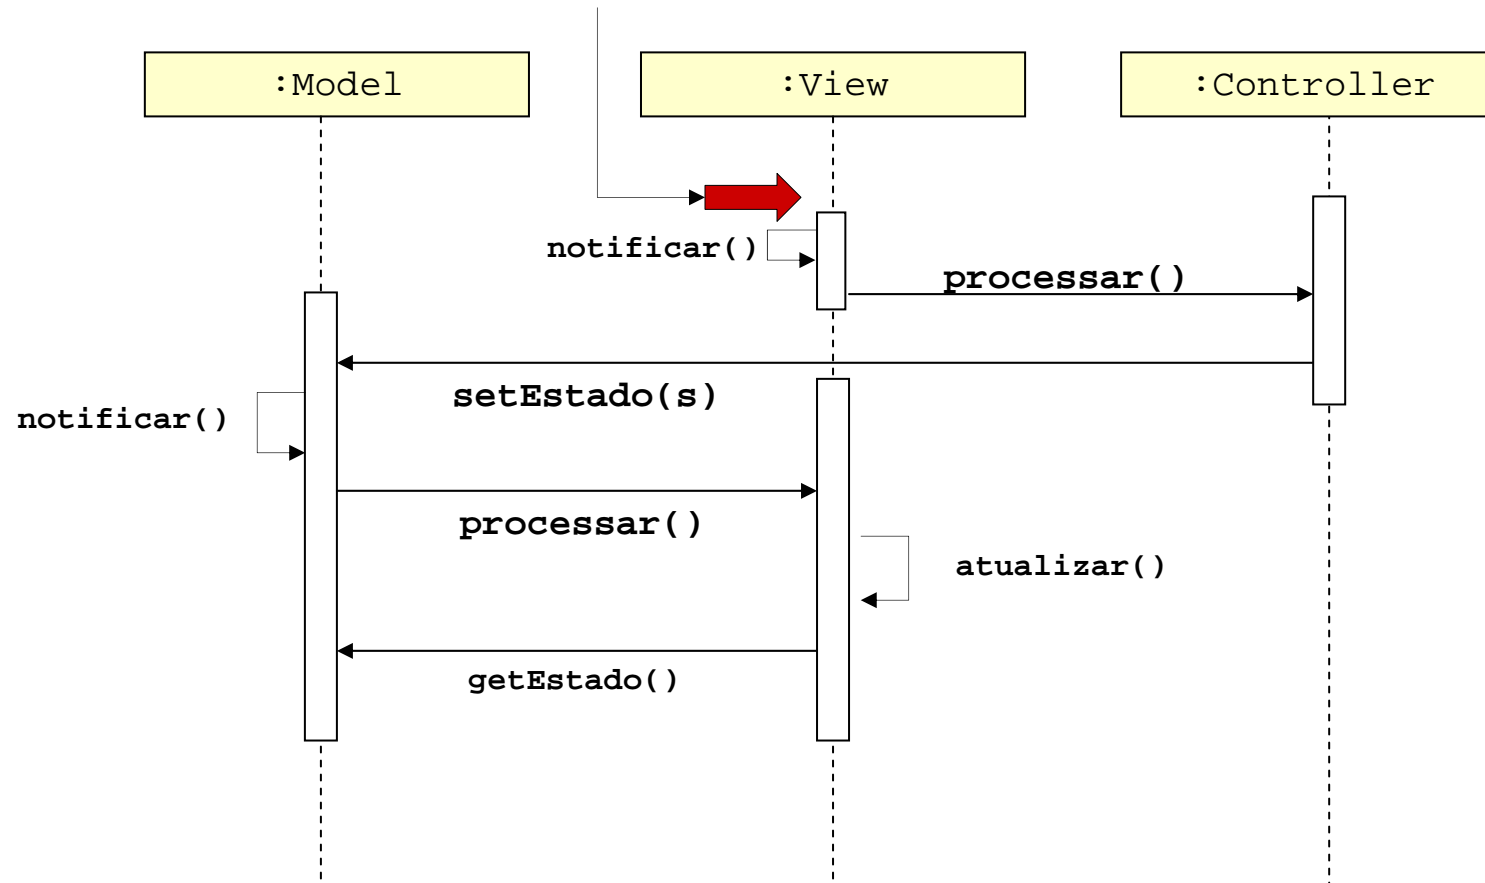 :Model
:View
:Controller
notificar()
processar()
setEstado(s)
notificar()
processar()
atualizar()
getEstado()